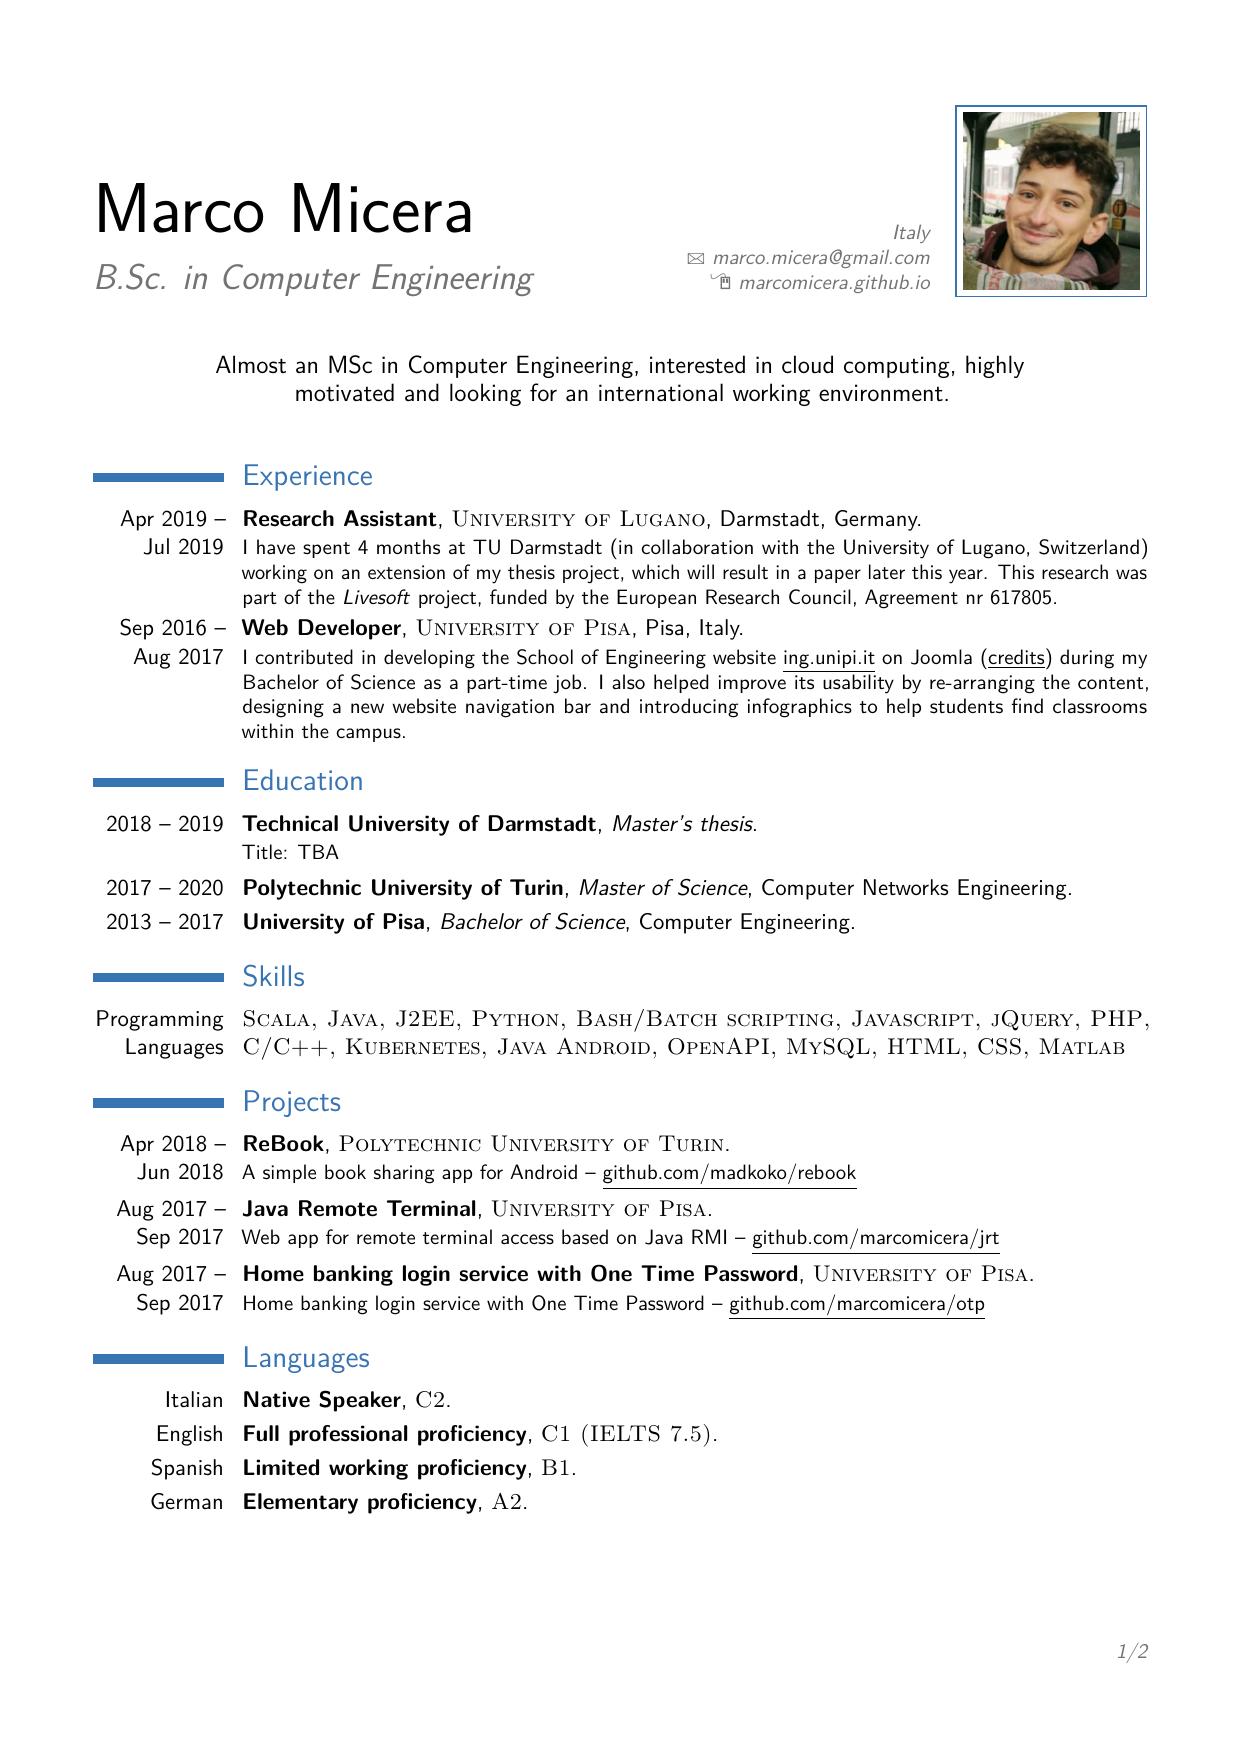 Marco Micera
B.Sc. in Computer Engineering
Italy
marco.micera@gmail.com
marcomicera.github.io
Almost an MSc in Computer Engineering, interested in cloud computing, highly
motivated and looking for an international working environment.
Experience
Apr 2019 – Research Assistant, University of Lugano, Darmstadt, Germany.
Jul 2019 I have spent 4 months at TU Darmstadt (in collaboration with the University of Lugano, Switzerland)
working on an extension of my thesis project, which will result in a paper later this year. This research was
part of the Livesoft project, funded by the European Research Council, Agreement nr 617805.
Sep 2016 – Web Developer, University of Pisa, Pisa, Italy.
Aug 2017 I contributed in developing the School of Engineering website ing.unipi.it on Joomla (credits) during my
Bachelor of Science as a part-time job. I also helped improve its usability by re-arranging the content,
designing a new website navigation bar and introducing infographics to help students find classrooms
within the campus.
Education
2018 – 2019 Technical University of Darmstadt, Master's thesis.
Title: TBA
2017 – 2020 Polytechnic University of Turin, Master of Science, Computer Networks Engineering.
2013 – 2017 University of Pisa, Bachelor of Science, Computer Engineering.
Skills
Programming Scala, Java, J2EE, Python, Bash/Batch scripting, Javascript, jQuery, PHP,
Languages C/C++, Kubernetes, Java Android, OpenAPI, MySQL, HTML, CSS, Matlab
Projects
Apr 2018 – ReBook, Polytechnic University of Turin.
Jun 2018 A simple book sharing app for Android – github.com/madkoko/rebook
Aug 2017 – Java Remote Terminal, University of Pisa.
Sep 2017 Web app for remote terminal access based on Java RMI – github.com/marcomicera/jrt
Aug 2017 – Home banking login service with One Time Password, University of Pisa.
Sep 2017 Home banking login service with One Time Password – github.com/marcomicera/otp
Languages
Italian Native Speaker, C2.
English Full professional proficiency, C1 (IELTS 7.5).
Spanish Limited working proficiency, B1.
German Elementary proficiency, A2.
1/2